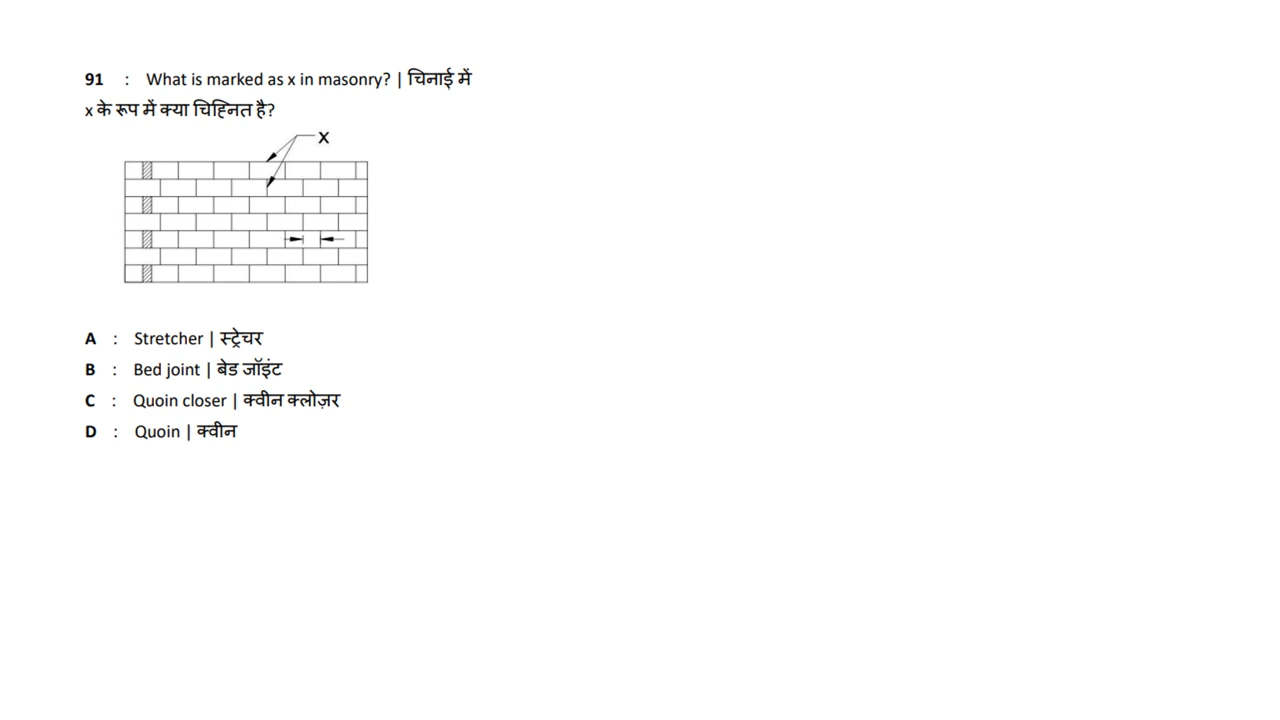 91 : What is marked as x in masonry? | चिनाई में
x के रूप में क्या चिह्नित है?
X
A : Stretcher | स्ट्रेचर
B : Bed joint | बेड जॉइंट
C : Quoin closer | क्वीन क्लोज़र
D : Quoin | क्वीन